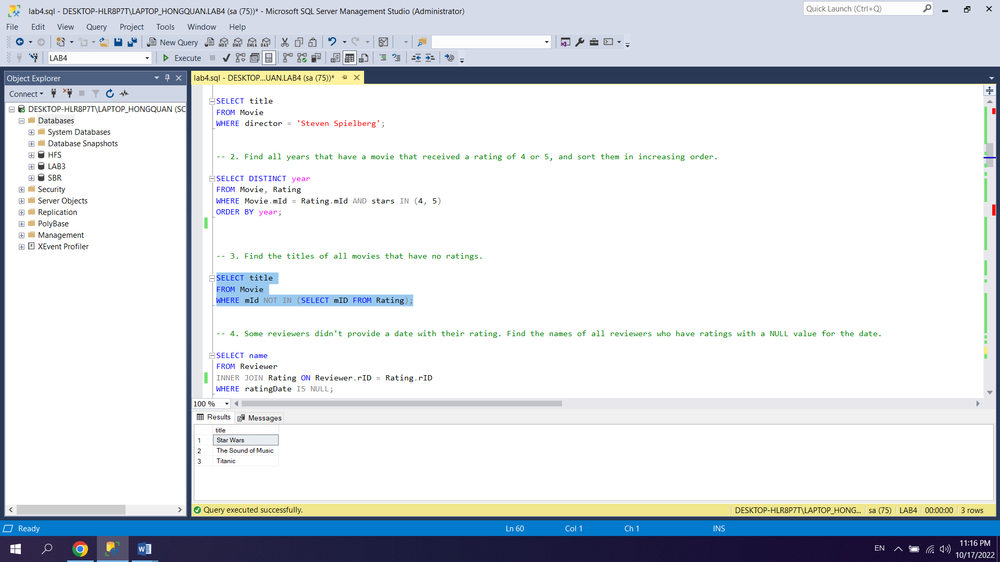 lab4.sql - DESKTOP-HLR8P7T\LAPTOP_HONGQUAN.LAB4 (sa (75))* - Microsoft SQL Server Management Studio (Administrator)
Quick Launch (Ctrl+Q)
File Edit View Query Project Tools Window Help
New Query MDX DMX XMLA DAX
LAB4 Execute
Object Explorer
Connect
DESKTOP-HLR8P7T\LAPTOP_HONGQUAN (SC
Databases
System Databases
Database Snapshots
HFS
LAB3
SBR
Security
Server Objects
Replication
PolyBase
Management
XEvent Profiler
lab4.sql - DESKTOP...UAN.LAB4 (sa (75))*
SELECT title
FROM Movie
WHERE director = 'Steven Spielberg';
-- 2. Find all years that have a movie that received a rating of 4 or 5, and sort them in increasing order.
SELECT DISTINCT year
FROM Movie, Rating
WHERE Movie.mId = Rating.mId AND stars IN (4, 5)
ORDER BY year;
-- 3. Find the titles of all movies that have no ratings.
SELECT title
FROM Movie
WHERE mId NOT IN (SELECT mID FROM Rating);
-- 4. Some reviewers didn't provide a date with their rating. Find the names of all reviewers who have ratings with a NULL value for the date.
SELECT name
FROM Reviewer
INNER JOIN Rating ON Reviewer.rID = Rating.rID
WHERE ratingDate IS NULL;
100 %
Results Messages
title
1 Star Wars
2 The Sound of Music
3 Titanic
Query executed successfully.
DESKTOP-HLR8P7T\LAPTOP_HONG... sa (75) LAB4 00:00:00 3 rows
Ready Ln 60 Col 1 Ch 1 INS
EN
11:16 PM
10/17/2022